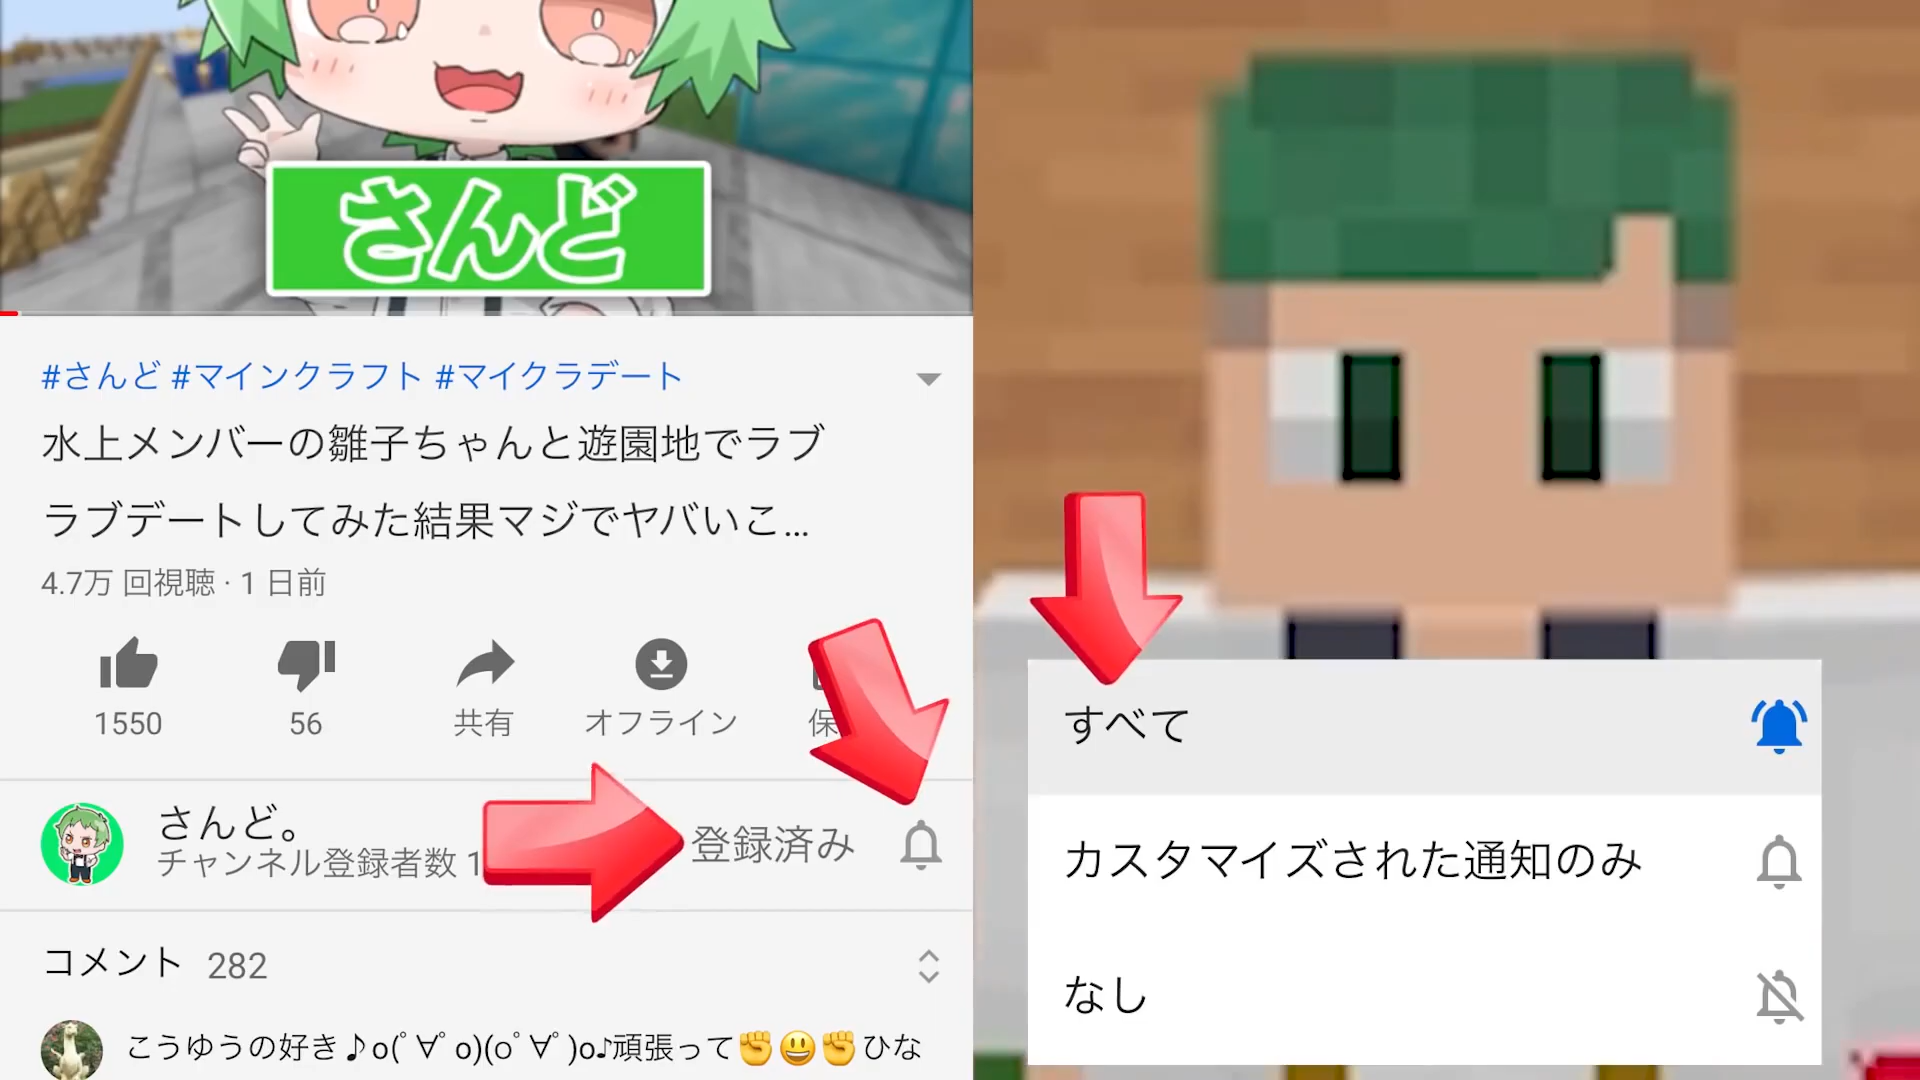 さんど
#さんど #マインクラフト #マイクラデート
水上メンバーの雛子ちゃんと遊園地でラブ
ラブデートしてみた結果マジでヤバいこ...
4.7万 回視聴 · 1 日前
1550
56
共有
オフライン
保
さんど。
チャンネル登録者数 1
登録済み
コメント 282
こうゆうの好き♪o(ﾟ∀ﾟo)(oﾟ∀ﾟ)o♪頑張って✊😃✊ひな
すべて
カスタマイズされた通知のみ
なし